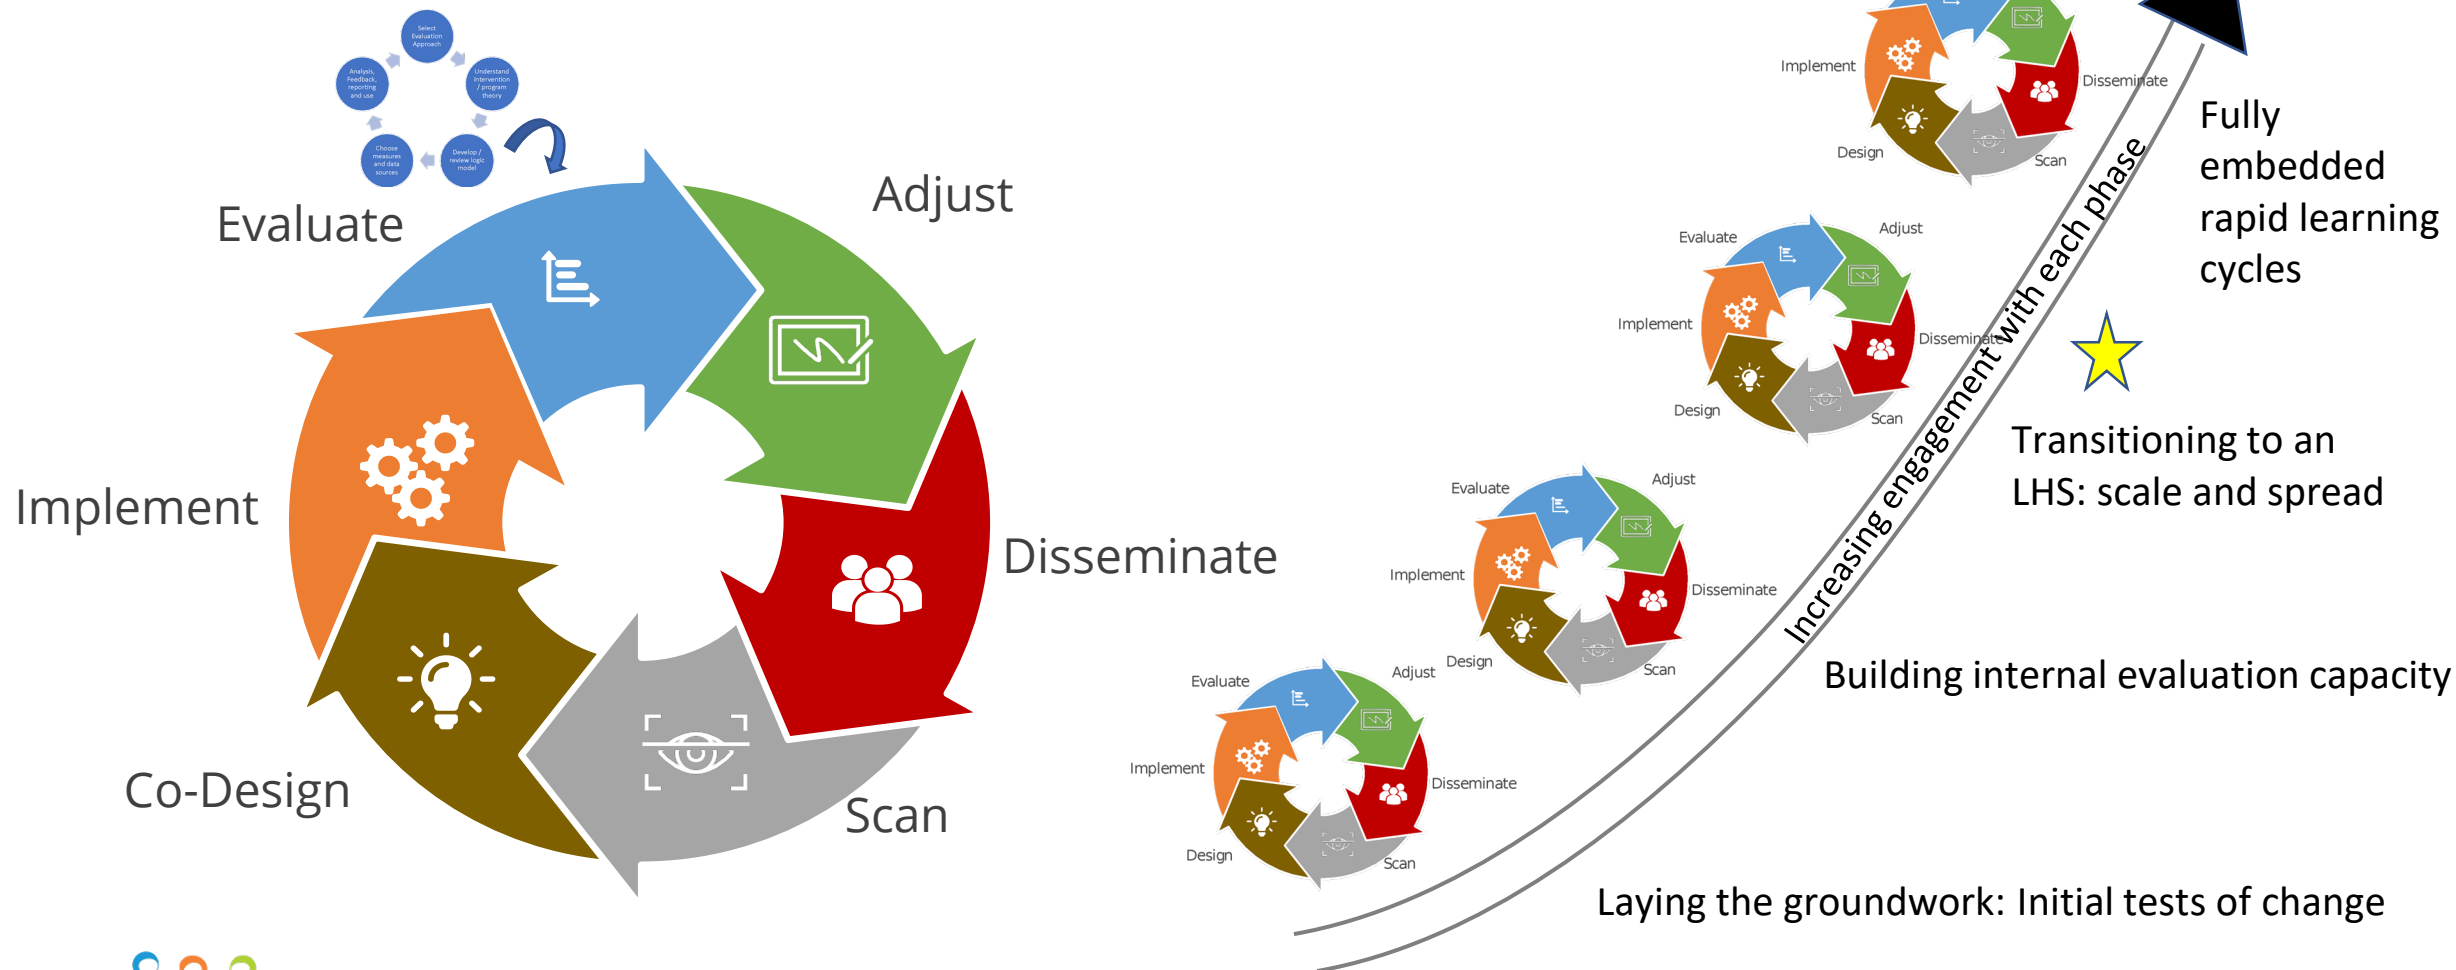 Select
Evaluation
Approach
Understand
intervention
/ program
theory
Develop /
review logic
model
Choose
measures
and data
sources
Analysis,
Feedback,
reporting
and use
Evaluate
Adjust
Disseminate
Scan
Co-Design
Implement
Implement
Disseminate
Scan
Design
Evaluate
Adjust
Disseminate
Scan
Design
Implement
Evaluate
Adjust
Disseminate
Scan
Design
Implement
Evaluate
Adjust
Disseminate
Scan
Design
Implement
Increasing engagement with each phase
Fully
embedded
rapid learning
cycles
Transitioning to an
LHS: scale and spread
Building internal evaluation capacity
Laying the groundwork: Initial tests of change